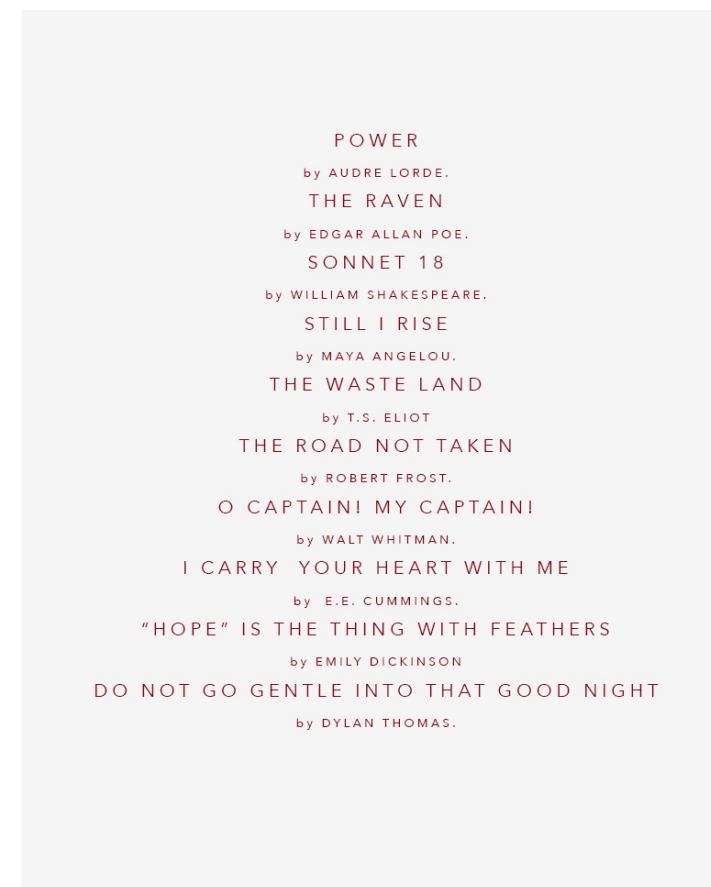 POWER
by AUDRE LORDE.
THE RAVEN
by EDGAR ALLAN POE.
SONNET 18
by WILLIAM SHAKESPEARE.
STILL I RISE
by MAYA ANGELOU.
THE WASTE LAND
by T.S. ELIOT
THE ROAD NOT TAKEN
by ROBERT FROST.
O CAPTAIN! MY CAPTAIN!
by WALT WHITMAN.
I CARRY  YOUR HEART WITH ME
by  E.E. CUMMINGS.
“HOPE” IS THE THING WITH FEATHERS
by EMILY DICKINSON
DO NOT GO GENTLE INTO THAT GOOD NIGHT
by DYLAN THOMAS.